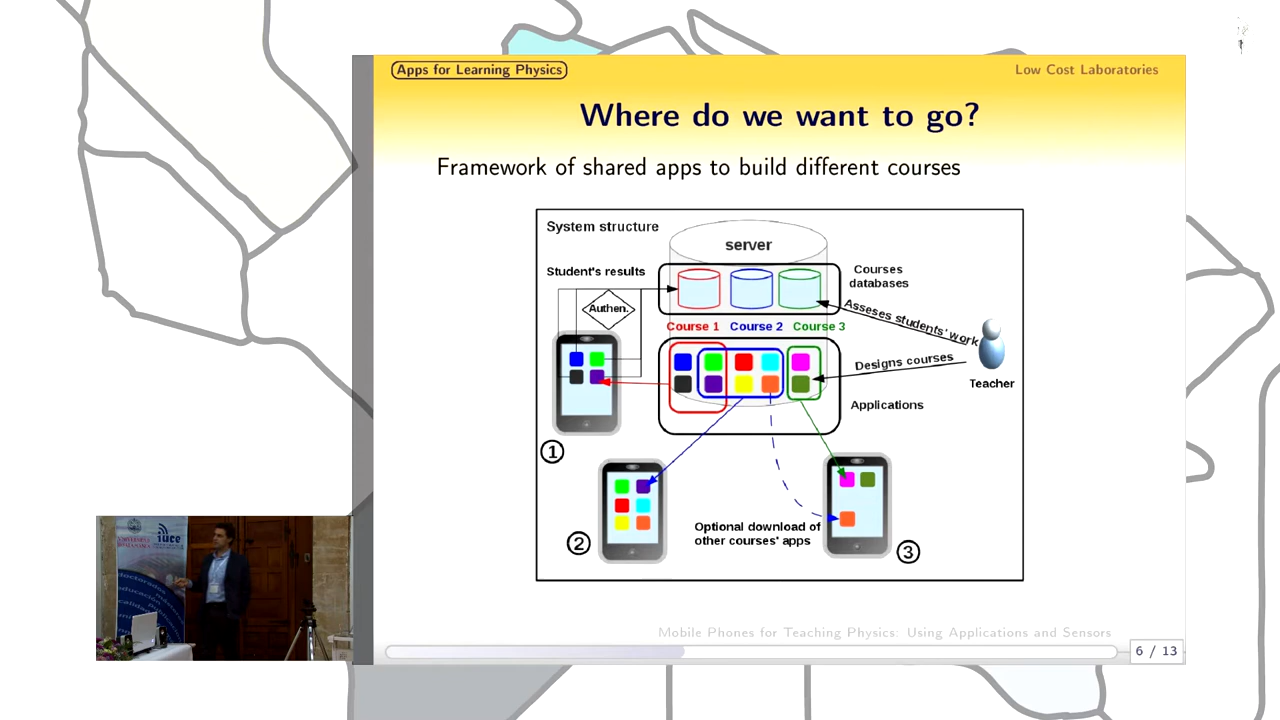 Apps for Learning Physics
Low Cost Laboratories
Where do we want to go?
Framework of shared apps to build different courses
System structure
server
Student's results
Courses
databases
Authen.
Asseses students' work
Course 1
Course 2
Course 3
Designs courses
Teacher
Applications
1
Optional download of
other courses' apps
2
3
iuce
Mobile Phones for Teaching Physics: Using Applications and Sensors
6 / 13